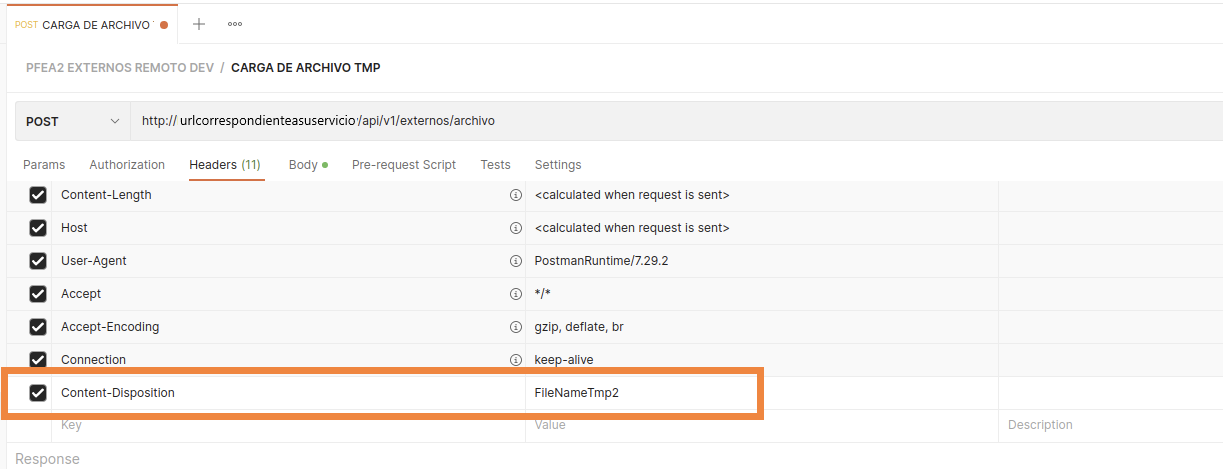 POST CARGA DE ARCHIVO
PFEA2 EXTERNOS REMOTO DEV / CARGA DE ARCHIVO TMP
POST http:// urlcorrespondienteasuservicio/api/v1/externos/archivo
Params Authorization Headers (11) Body Pre-request Script Tests Settings
Content-Length <calculated when request is sent>
Host <calculated when request is sent>
User-Agent PostmanRuntime/7.29.2
Accept */*
Accept-Encoding gzip, deflate, br
Connection keep-alive
Content-Disposition FileNameTmp2
Key Value Description
Response